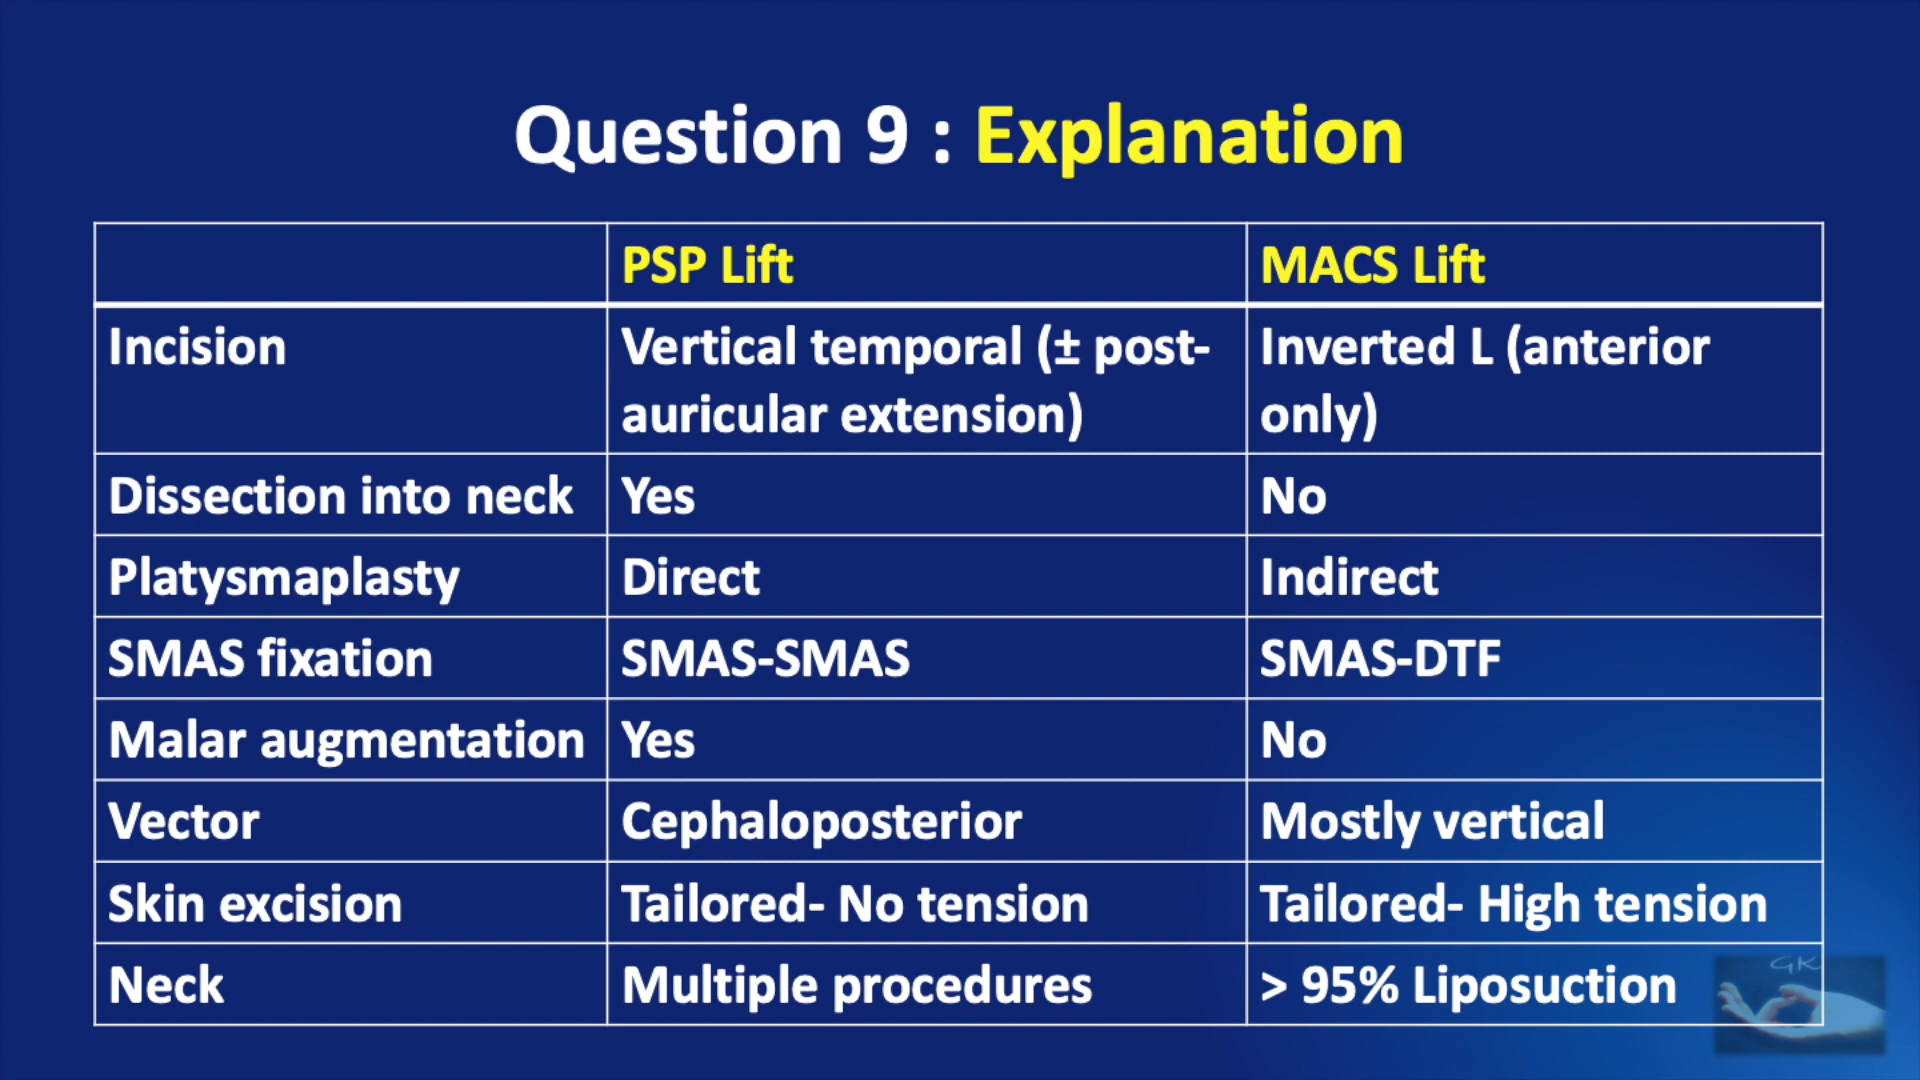 Question 9 : Explanation
PSP Lift MACS Lift
Incision Vertical temporal (± post- Inverted L (anterior
auricular extension) only)
Dissection into neck Yes No
Platysmaplasty Direct Indirect
SMAS fixation SMAS-SMAS SMAS-DTF
Malar augmentation Yes No
Vector Cephaloposterior Mostly vertical
Skin excision Tailored- No tension Tailored- High tension
Neck Multiple procedures > 95% Liposuction
GK